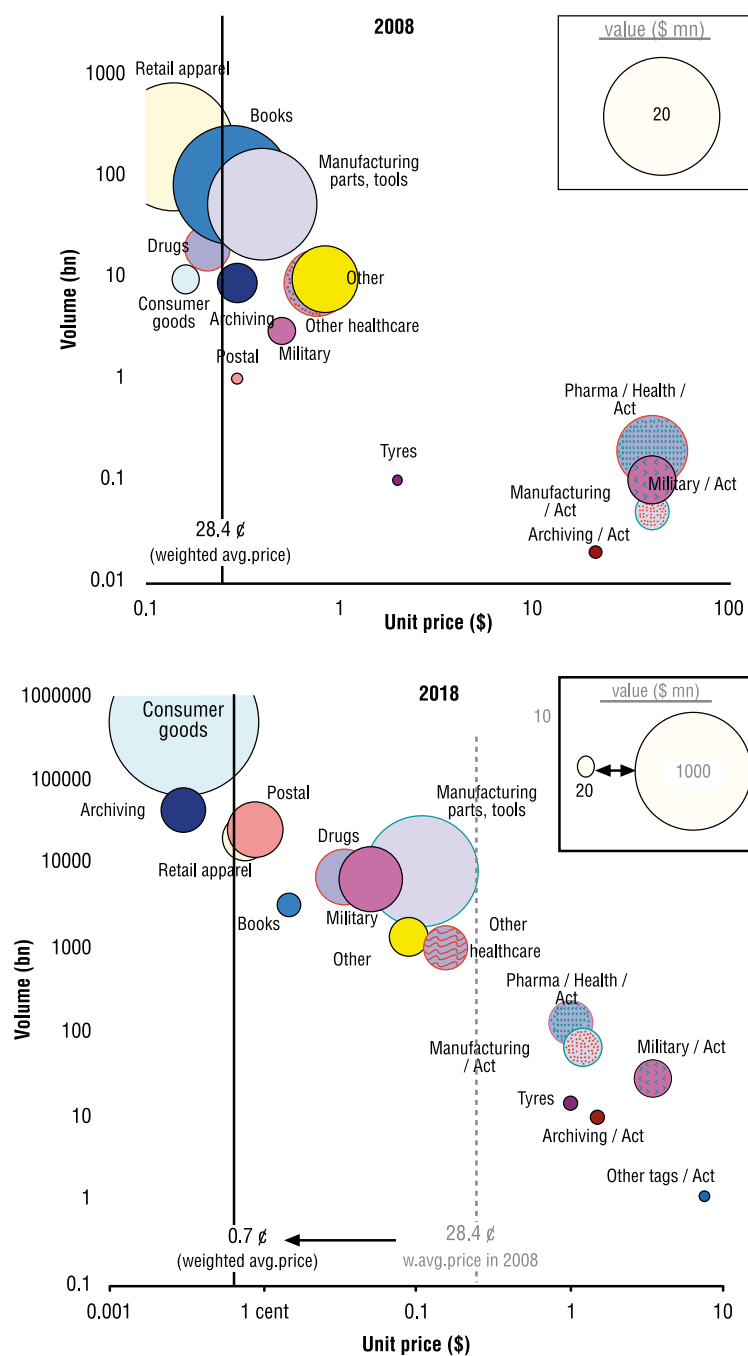 2008
value ($ mn)
20
Retail apparel
Books
Manufacturing
parts, tools
Drugs
Other
Consumer
goods
Archiving
Other healthcare
Military
Postal
Pharma / Health /
Act
Tyres
Military / Act
Manufacturing
/ Act
Archiving / Act
28.4 ¢
(weighted avg.price)
Volume (bn)
1000
100
10
1
0.1
0.01
0.1
1
10
100
Unit price ($)
2018
10
value ($ mn)
20
1000
Consumer
goods
Archiving
Postal
Retail apparel
Manufacturing
parts, tools
Drugs
Military
Books
Other
Other
healthcare
Pharma / Health /
Act
Manufacturing
/ Act
Military / Act
Tyres
Archiving / Act
Other tags / Act
0.7 ¢
(weighted avg.price)
28.4 ¢
w.avg.price in 2008
Volume (bn)
1000000
100000
10000
1000
100
10
1
0.1
0.001
1 cent
0.1
1
10
Unit price ($)